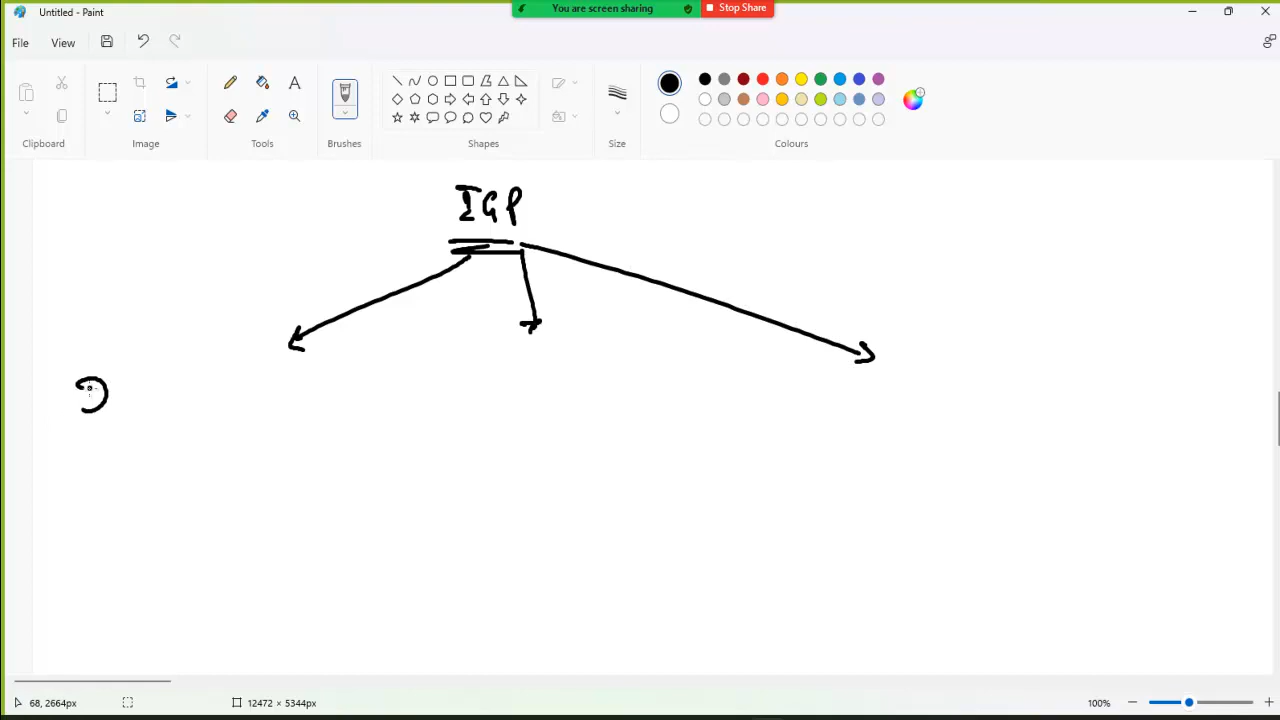 Untitled - Paint
You are screen sharing
Stop Share
File
View
Clipboard
Image
Tools
Brushes
Shapes
Size
Colours
IGP
68, 2664px
12472 × 5344px
100%